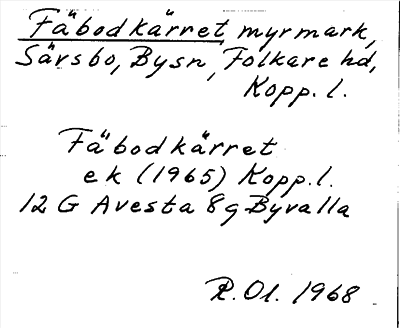 Fäbodkärret, myrmark,
Särsbo, Bysn, Folkare hd,
Kopp. l.
Fäbodkärret
ek (1965) Kopp. l.
12 G Avesta 8g Byvalla
R. Ol. 1968